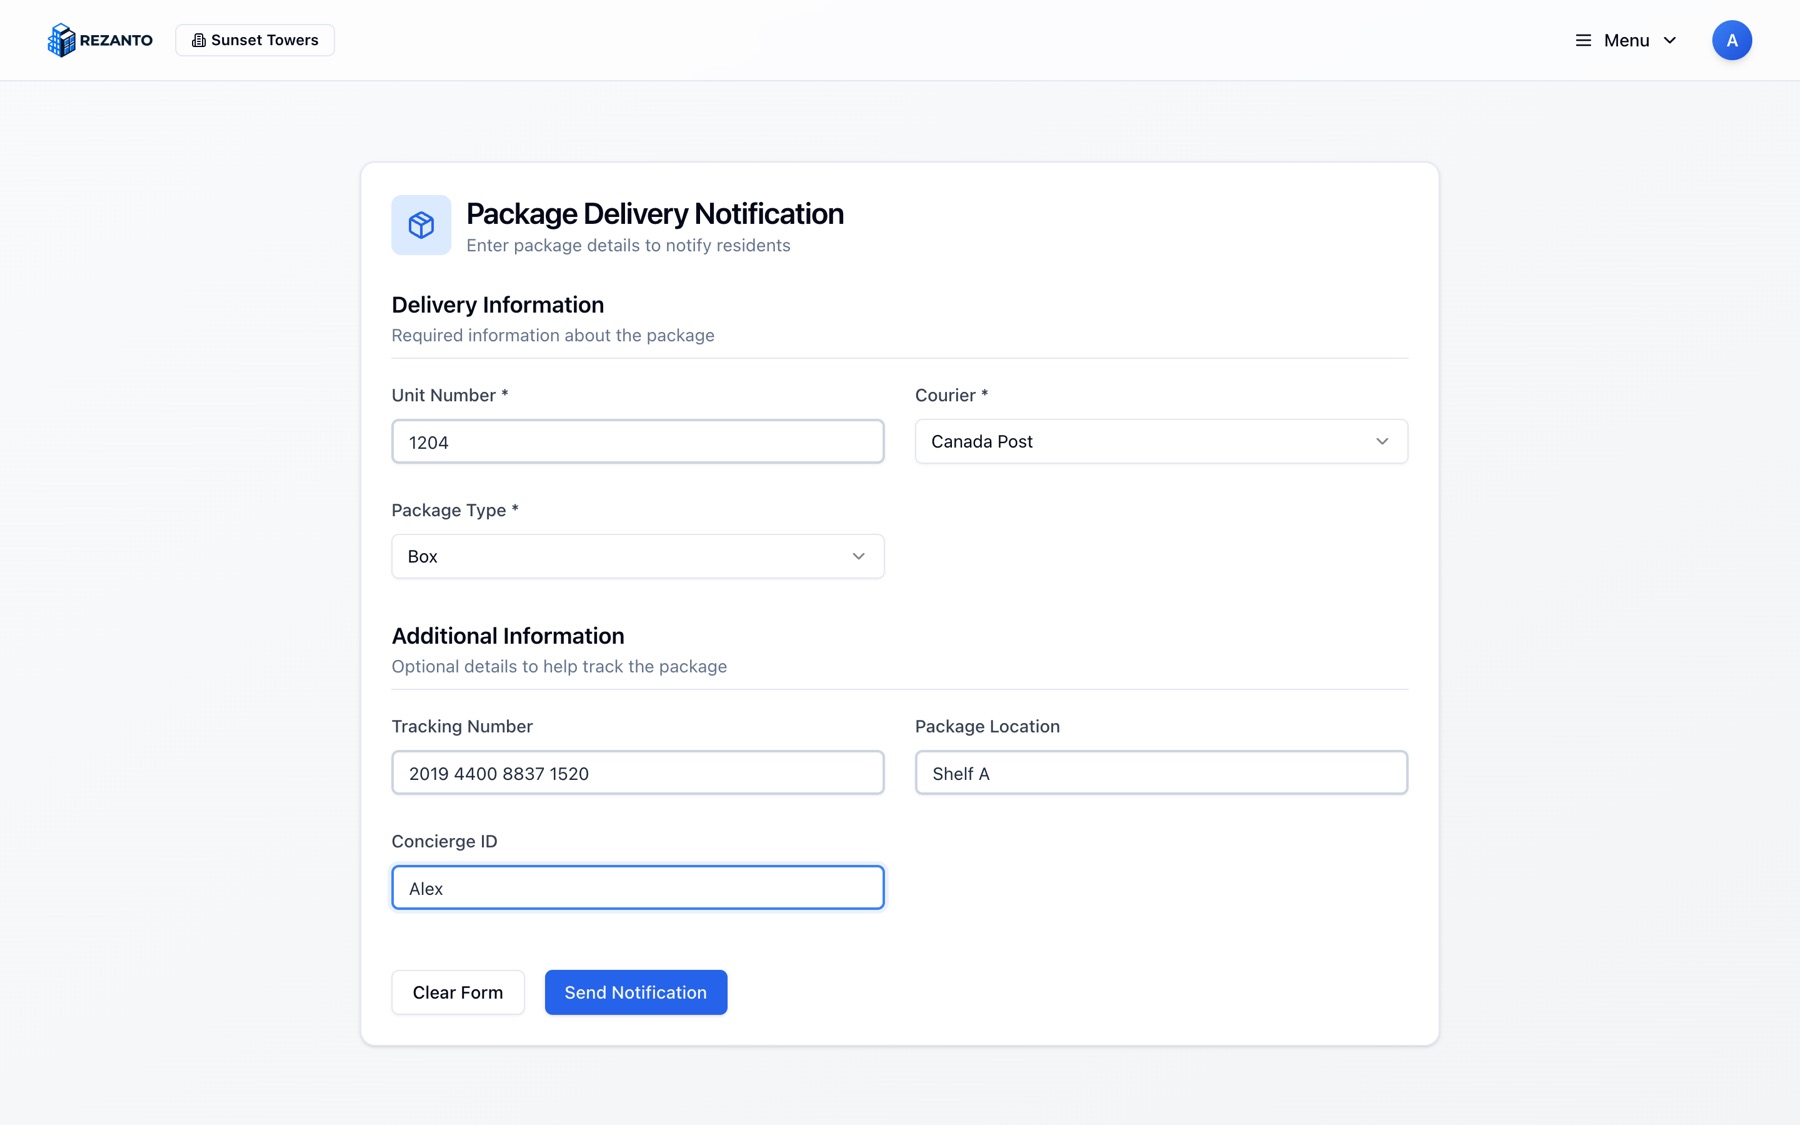 REZANTO
Sunset Towers
Menu
A
Package Delivery Notification
Enter package details to notify residents
Delivery Information
Required information about the package
Unit Number *
Courier *
1204
Canada Post
Package Type *
Box
Additional Information
Optional details to help track the package
Tracking Number
Package Location
2019 4400 8837 1520
Shelf A
Concierge ID
Alex
Clear Form
Send Notification